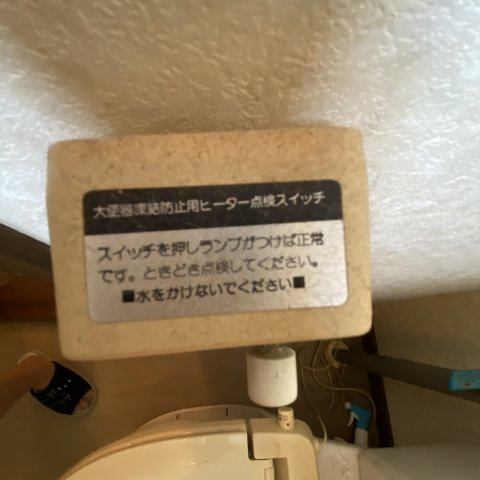 大便器凍結防止用ヒーター点検スイッチ
スイッチを押しランプがつけば正常
です。ときどき点検してください。
■水をかけないでください■